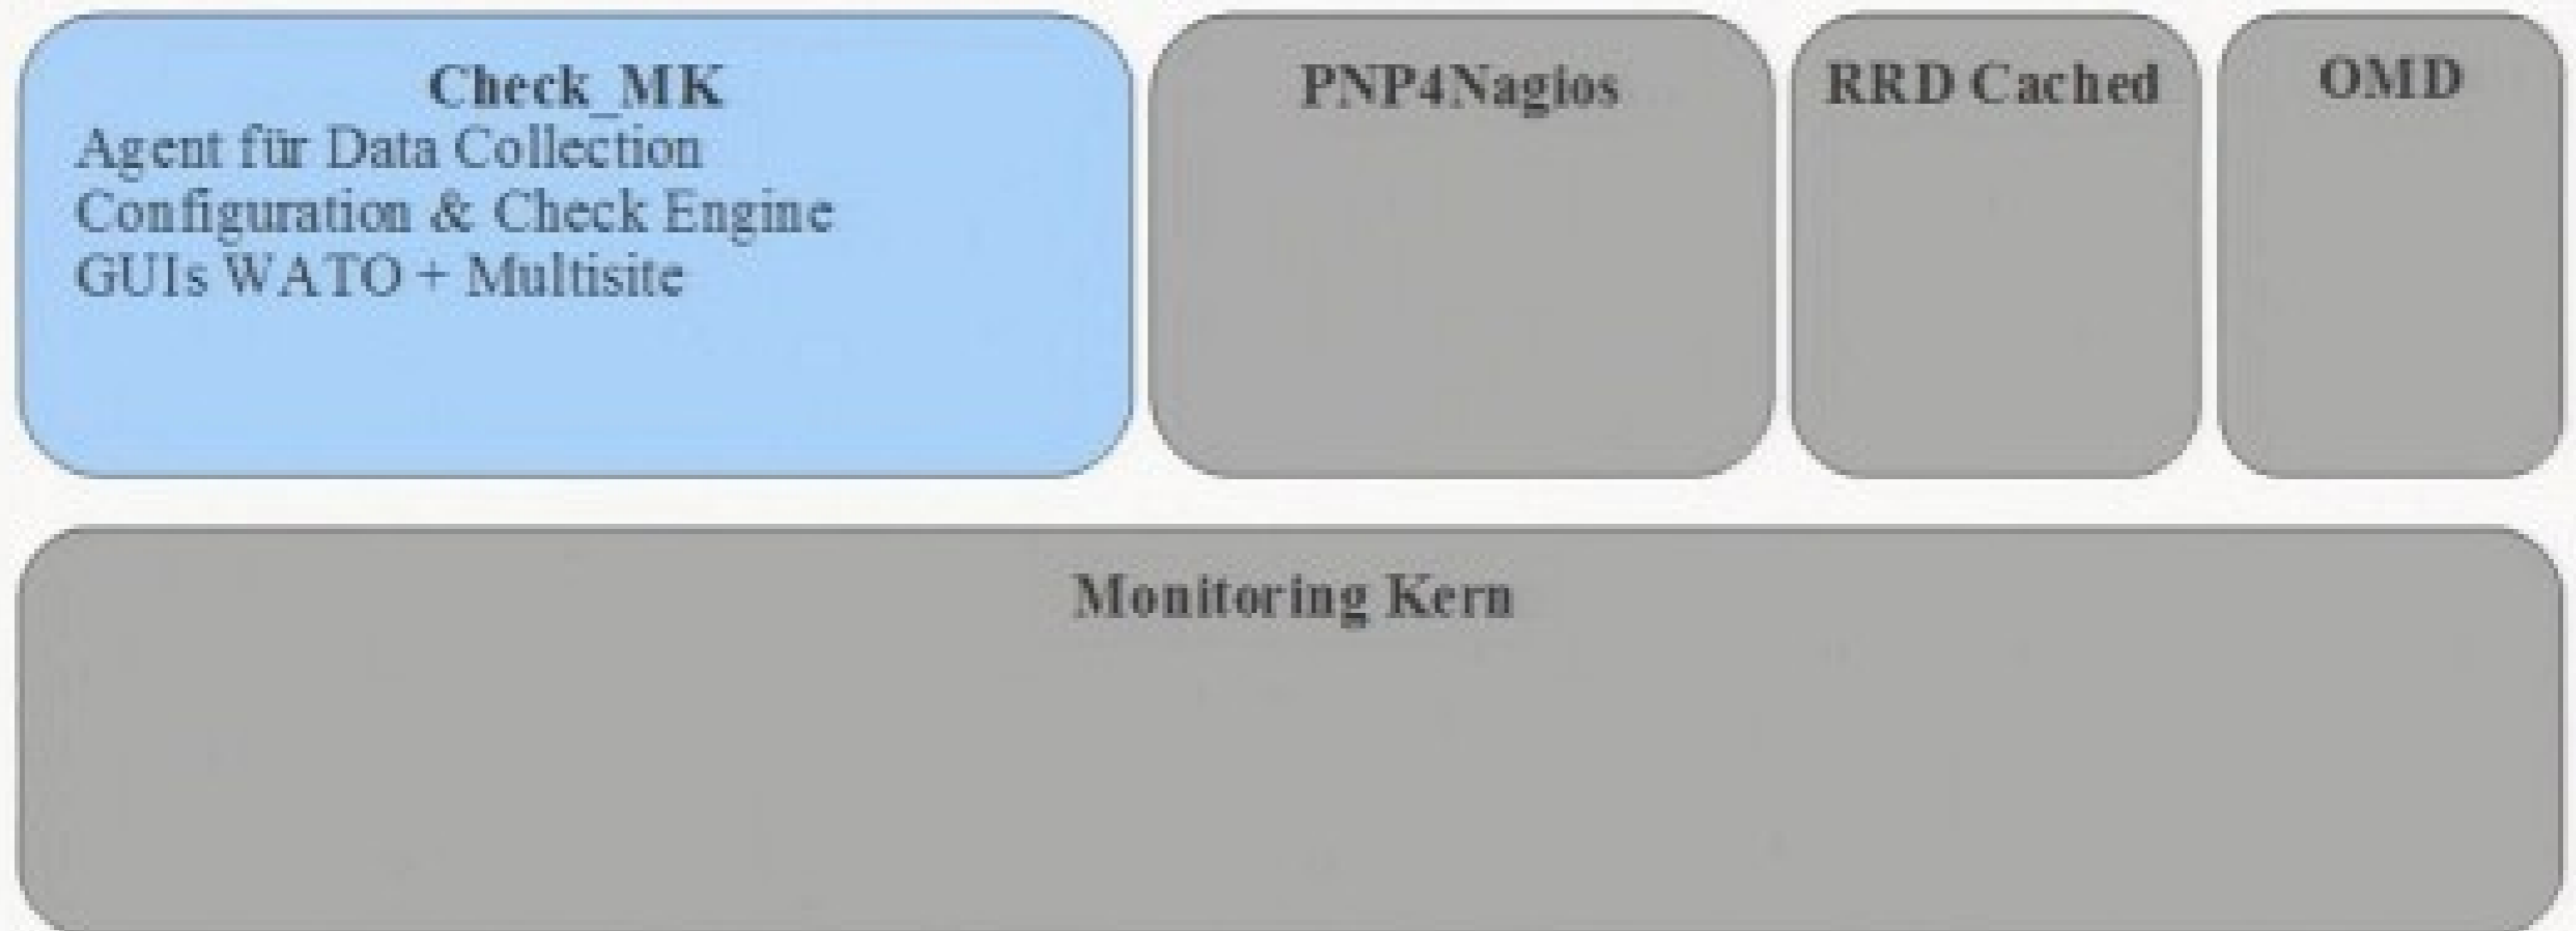 Check_MK
Agent für Data Collection
Configuration & Check Engine
GUIs WATO + Multisite
PNP4Nagios
RRD Cached
OMD
Monitoring Kern